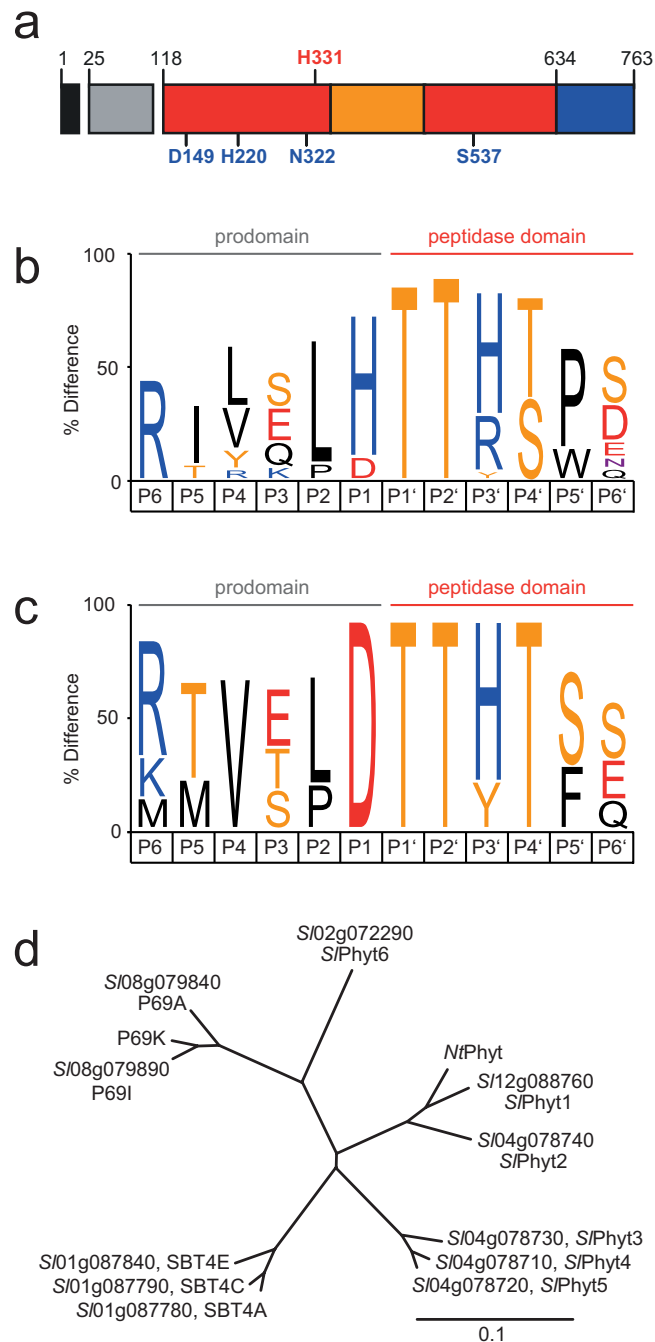 a
1 25 118 H331 634 763
D149 H220 N322 S537
b
prodomain peptidase domain
100
50
0
% Difference
R I T L V Y R S E Q K L P H D T T H R Y T S P W S D E N Q
P6 P5 P4 P3 P2 P1 P1‘ P2‘ P3‘ P4‘ P5‘ P6‘
c
prodomain peptidase domain
100
50
0
% Difference
R K M T M V E T S L P D T T H Y T S F S E Q
P6 P5 P4 P3 P2 P1 P1‘ P2‘ P3‘ P4‘ P5‘ P6‘
d
Sl02g072290
SlPhyt6
Sl08g079840
P69A
P69K
Sl08g079890
P69I
NtPhyt
Sl12g088760
SlPhyt1
Sl04g078740
SlPhyt2
Sl04g078730, SlPhyt3
Sl04g078710, SlPhyt4
Sl04g078720, SlPhyt5
Sl01g087840, SBT4E
Sl01g087790, SBT4C
Sl01g087780, SBT4A
0.1